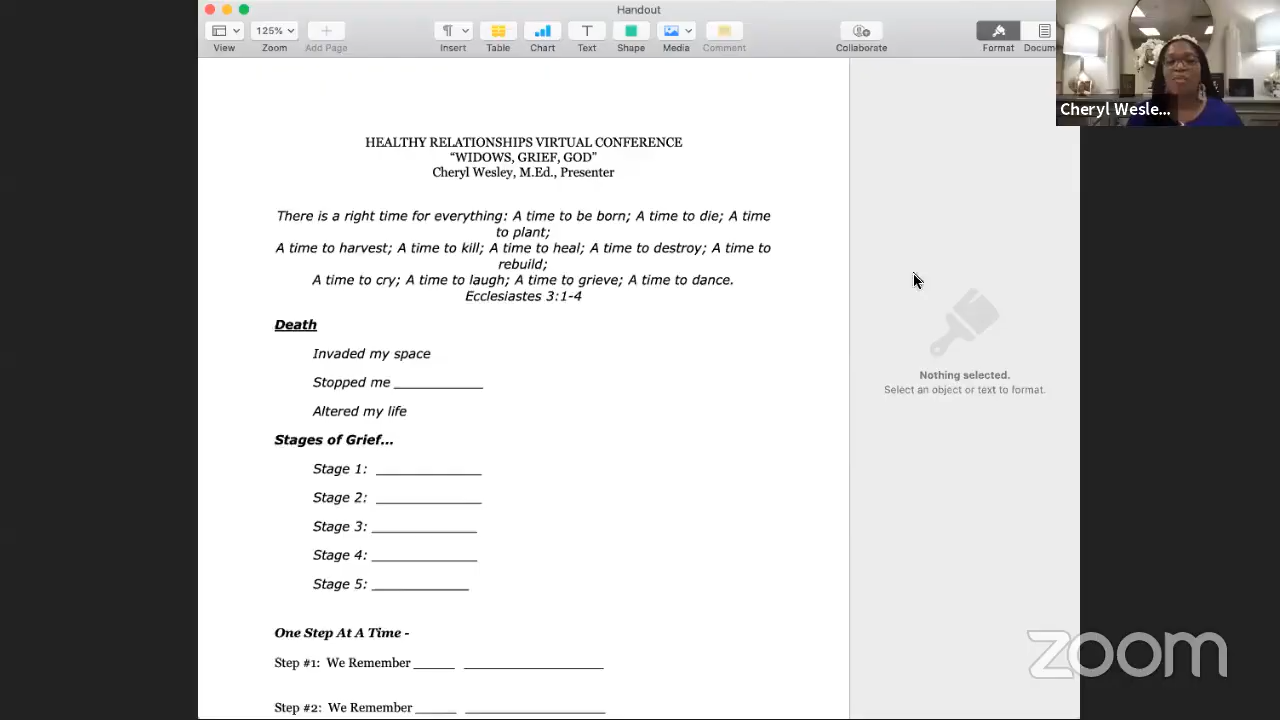 Handout
125%
View
Zoom
Add Page
Insert
Table
Chart
Text
Shape
Media
Comment
Collaborate
Format
Docum
Cheryl Wesle...
HEALTHY RELATIONSHIPS VIRTUAL CONFERENCE
“WIDOWS, GRIEF, GOD”
Cheryl Wesley, M.Ed., Presenter
There is a right time for everything: A time to be born; A time to die; A time
to plant;
A time to harvest; A time to kill; A time to heal; A time to destroy; A time to
rebuild;
A time to cry; A time to laugh; A time to grieve; A time to dance.
Ecclesiastes 3:1-4
Death
Invaded my space
Stopped me ____________
Altered my life
Stages of Grief...
Stage 1: ______________
Stage 2: ______________
Stage 3: ______________
Stage 4: ______________
Stage 5: _____________
One Step At A Time -
Step #1: We Remember ______ ____________________
Step #2: We Remember ______ ____________________
Nothing selected.
Select an object or text to format.
zoom